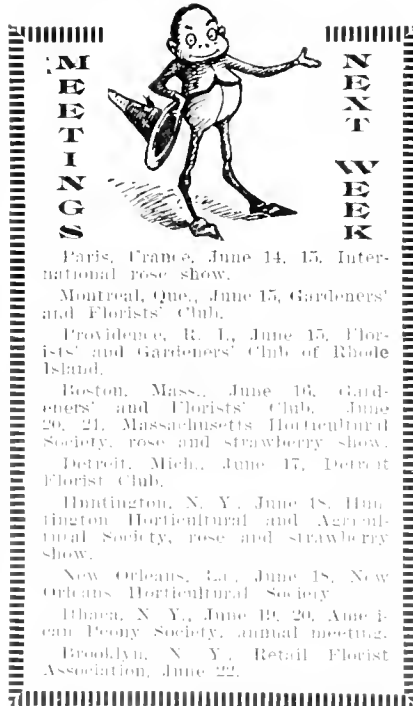 MEETINGS
NEXT WEEK
Paris, France, June 14, 15, Inter-
national rose show.
Montreal, Que., June 15, Gardeners'
and Florists' Club.
Providence, R. I., June 15, Flor-
ists' and Gardeners' Club of Rhode
Island.
Boston, Mass., June 16, Gard-
eners' and Florists' Club. June
20, 21, Massachusetts Horticultural
Society, rose and strawberry show.
Detroit, Mich., June 17, Detroit
Florist Club.
Huntington, N. Y., June 18, Hun-
tington Horticultural and Agricul-
tural Society, rose and strawberry
show.
New Orleans, La., June 18, New
Orleans Horticultural Society
Ithaca, N. Y., June 19, 20, Ameri-
can Peony Society, annual meeting.
Brooklyn, N. Y., Retail Florist
Association, June 22.